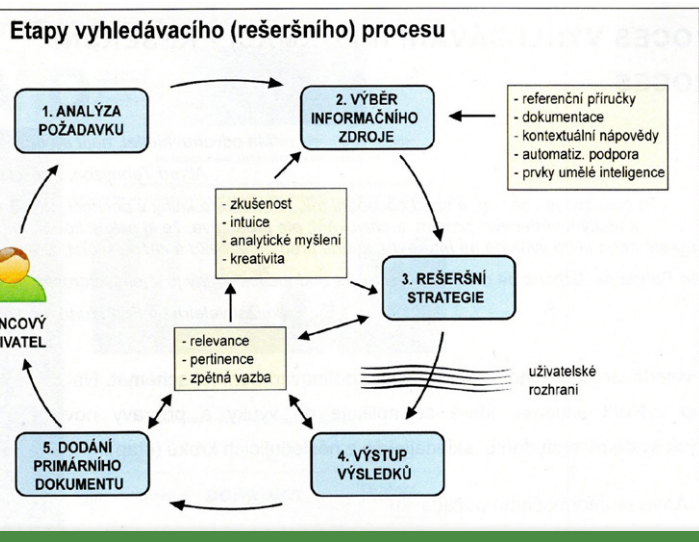 Etapy vyhledávacího (rešeršního) procesu
1. ANALÝZA
POŽADAVKU
2. VÝBĚR
INFORMAČNÍHO
ZDROJE
- referenční příručky
- dokumentace
- kontextuální nápovědy
- automatiz. podpora
- prvky umělé inteligence
- zkušenost
- intuice
- analytické myšlení
- kreativita
3. REŠERŠNÍ
STRATEGIE
NCOVÝ
IVATEL
- relevance
- pertinence
- zpětná vazba
uživatelské
rozhraní
5. DODÁNÍ
PRIMÁRNÍHO
DOKUMENTU
4. VÝSTUP
VÝSLEDKŮ